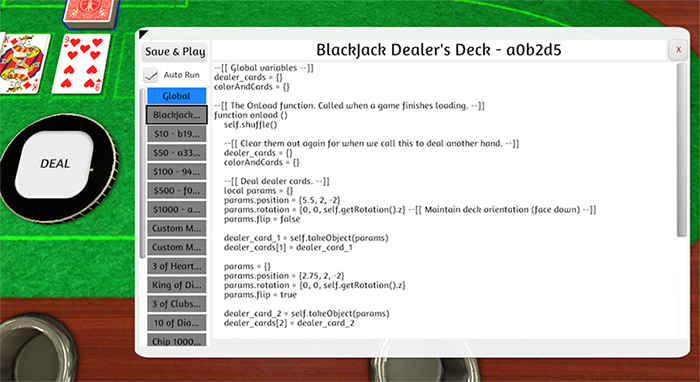 BlackJack Dealer's Deck - a0b2d5
x
Save & Play
Auto Run
Global
BlackJack...
$10 - b19...
$50 - a33...
$100 - 94...
$500 - f0...
$1000 - a...
Custom M...
Custom M...
3 of Heart...
King of Di...
3 of Clubs...
10 of Dia...
Chip 1000...
--[[ Global variables --]]
dealer_cards = {}
colorAndCards = {}
--[[ The OnLoad function. Called when a game finishes loading. --]]
function onload ()
self.shuffle()
--[[ Clear them out again for when we call this to deal another hand. --]]
dealer_cards = {}
colorAndCards = {}
--[[ Deal dealer cards. --]]
local params = {}
params.position = {5.5, 2, -2}
params.rotation = {0, 0, self.getRotation().z} --[[ Maintain deck orientation (face down) --]]
params.flip = false
dealer_card_1 = self.takeObject(params)
dealer_cards[1] = dealer_card_1
params = {}
params.position = {2.75, 2, -2}
params.rotation = {0, 0, self.getRotation().z}
params.flip = true
dealer_card_2 = self.takeObject(params)
dealer_cards[2] = dealer_card_2
K
DEAL